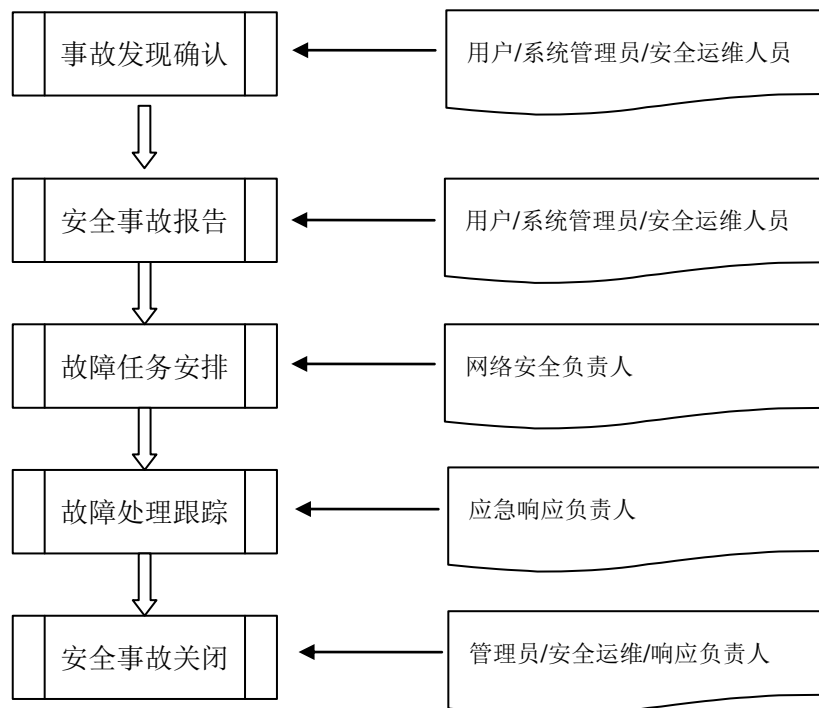 事故发现确认
用户/系统管理员/安全运维人员
安全事故报告
用户/系统管理员/安全运维人员
故障任务安排
网络安全负责人
故障处理跟踪
应急响应负责人
安全事故关闭
管理员/安全运维/响应负责人